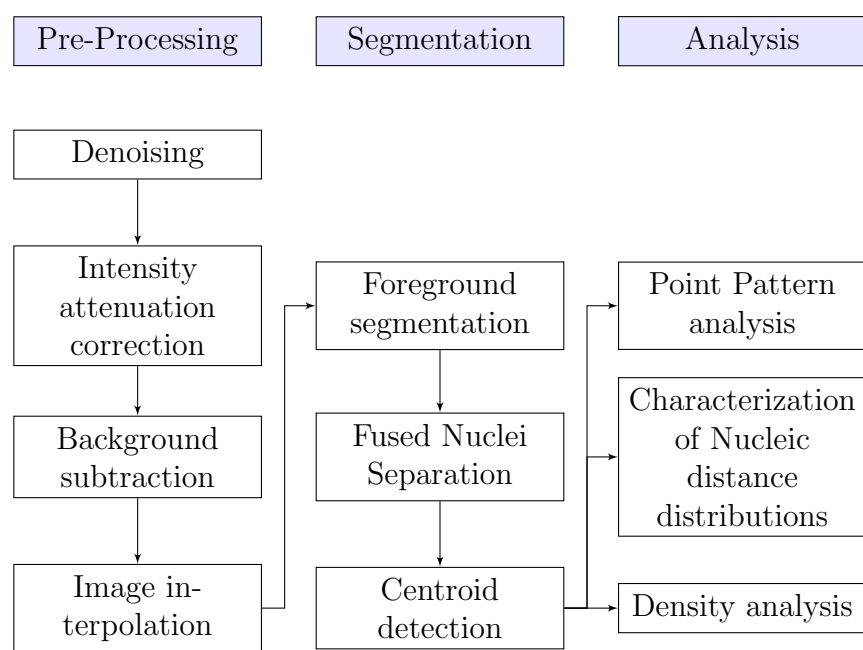 Pre-Processing
Segmentation
Analysis
Denoising
Intensity
attenuation
correction
Background
subtraction
Image in-
terpolation
Foreground
segmentation
Fused Nuclei
Separation
Centroid
detection
Point Pattern
analysis
Characterization
of Nucleic
distance
distributions
Density analysis